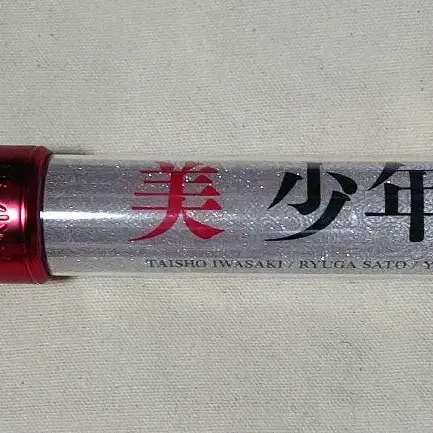 美 少年
TAISHO IWASAKI / RYUGA SATO / Y